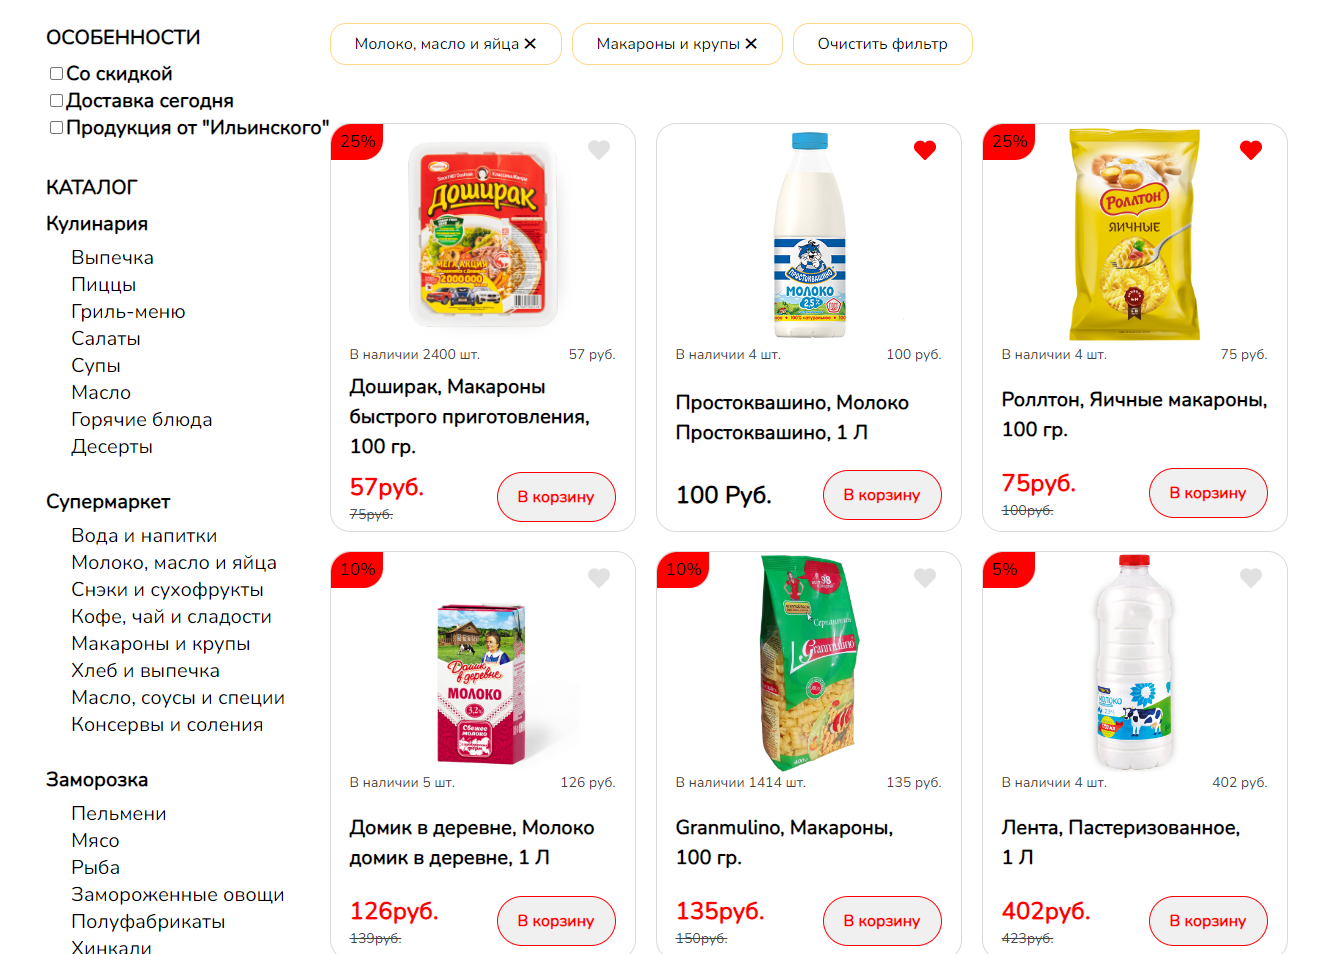 ОСОБЕННОСТИ
Со скидкой
Доставка сегодня
Продукция от "Ильинского"
КАТАЛОГ
Кулинария
Выпечка
Пиццы
Гриль-меню
Салаты
Супы
Масло
Горячие блюда
Десерты
Супермаркет
Вода и напитки
Молоко, масло и яйца
Снэки и сухофрукты
Кофе, чай и сладости
Макароны и крупы
Хлеб и выпечка
Масло, соусы и специи
Консервы и соления
Заморозка
Пельмени
Мясо
Рыба
Замороженные овощи
Полуфабрикаты
Хинкали
Молоко, масло и яйца ✕
Макароны и крупы ✕
Очистить фильтр
25%
Доширак
МЕГА АКЦИЯ
2000000
В наличии 2400 шт.
57 руб.
Доширак, Макароны
быстрого приготовления,
100 гр.
57руб.
75руб.
В корзину
ПРОСТОКВАШИНО
МОЛОКО
2,5%
В наличии 4 шт.
100 руб.
Простоквашино, Молоко
Простоквашино, 1 Л
100 Руб.
В корзину
25%
Роллтон
ЯИЧНЫЕ
В наличии 4 шт.
75 руб.
Роллтон, Яичные макароны,
100 гр.
75руб.
100руб.
В корзину
10%
Домик
в деревне
МОЛОКО
3,2%
Свежее
молоко
В наличии 5 шт.
126 руб.
Домик в деревне, Молоко
домик в деревне, 1 Л
126руб.
139руб.
В корзину
10%
Granmulino
В наличии 1414 шт.
135 руб.
Granmulino, Макароны,
100 гр.
135руб.
150руб.
В корзину
5%
МОЛОКО
В наличии 4 шт.
402 руб.
Лента, Пастеризованное,
1 Л
402руб.
423руб.
В корзину